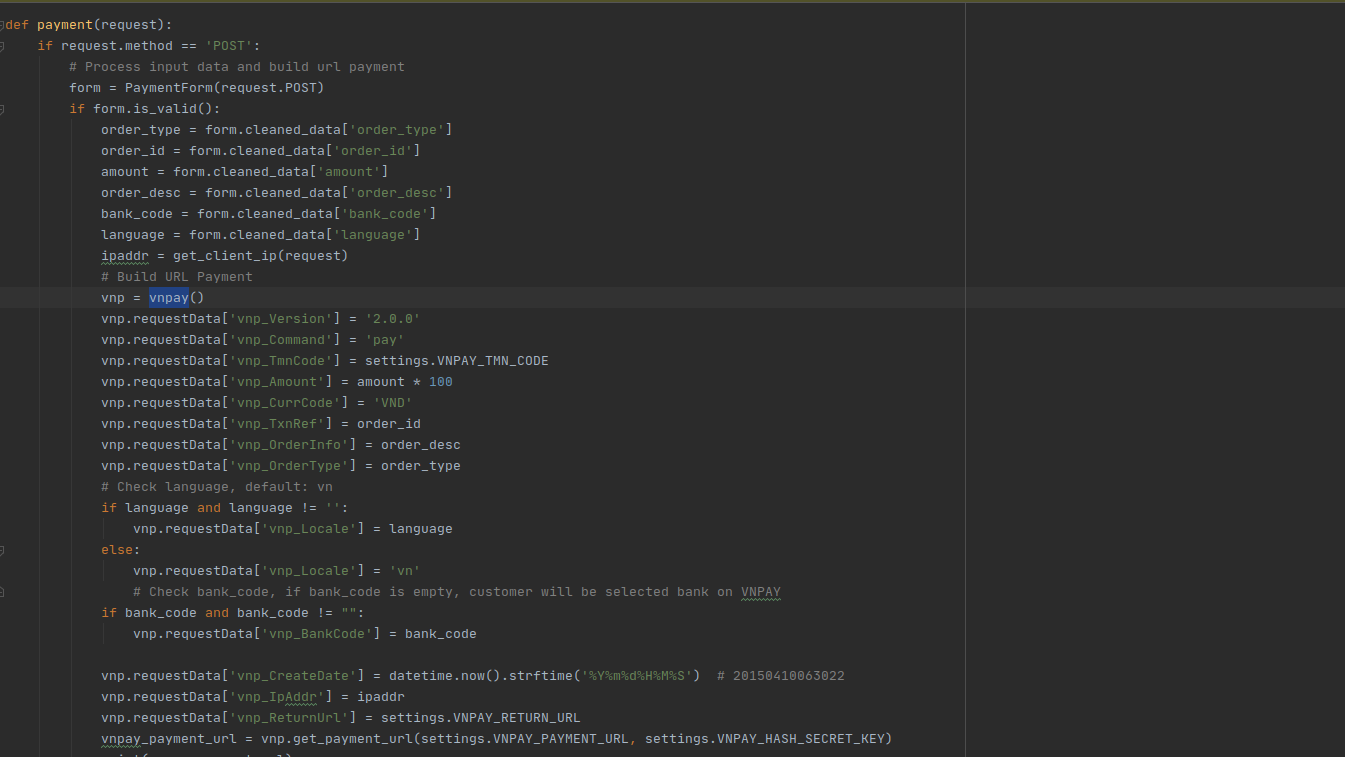 def payment(request):
    if request.method == 'POST':
        # Process input data and build url payment
        form = PaymentForm(request.POST)
        if form.is_valid():
            order_type = form.cleaned_data['order_type']
            order_id = form.cleaned_data['order_id']
            amount = form.cleaned_data['amount']
            order_desc = form.cleaned_data['order_desc']
            bank_code = form.cleaned_data['bank_code']
            language = form.cleaned_data['language']
            ipaddr = get_client_ip(request)
            # Build URL Payment
            vnp = vnpay()
            vnp.requestData['vnp_Version'] = '2.0.0'
            vnp.requestData['vnp_Command'] = 'pay'
            vnp.requestData['vnp_TmnCode'] = settings.VNPAY_TMN_CODE
            vnp.requestData['vnp_Amount'] = amount * 100
            vnp.requestData['vnp_CurrCode'] = 'VND'
            vnp.requestData['vnp_TxnRef'] = order_id
            vnp.requestData['vnp_OrderInfo'] = order_desc
            vnp.requestData['vnp_OrderType'] = order_type
            # Check language, default: vn
            if language and language != '':
                vnp.requestData['vnp_Locale'] = language
            else:
                vnp.requestData['vnp_Locale'] = 'vn'
                # Check bank_code, if bank_code is empty, customer will be selected bank on VNPAY
            if bank_code and bank_code != "":
                vnp.requestData['vnp_BankCode'] = bank_code
            vnp.requestData['vnp_CreateDate'] = datetime.now().strftime('%Y%m%d%H%M%S')  # 20150410063022
            vnp.requestData['vnp_IpAddr'] = ipaddr
            vnp.requestData['vnp_ReturnUrl'] = settings.VNPAY_RETURN_URL
            vnpay_payment_url = vnp.get_payment_url(settings.VNPAY_PAYMENT_URL, settings.VNPAY_HASH_SECRET_KEY)